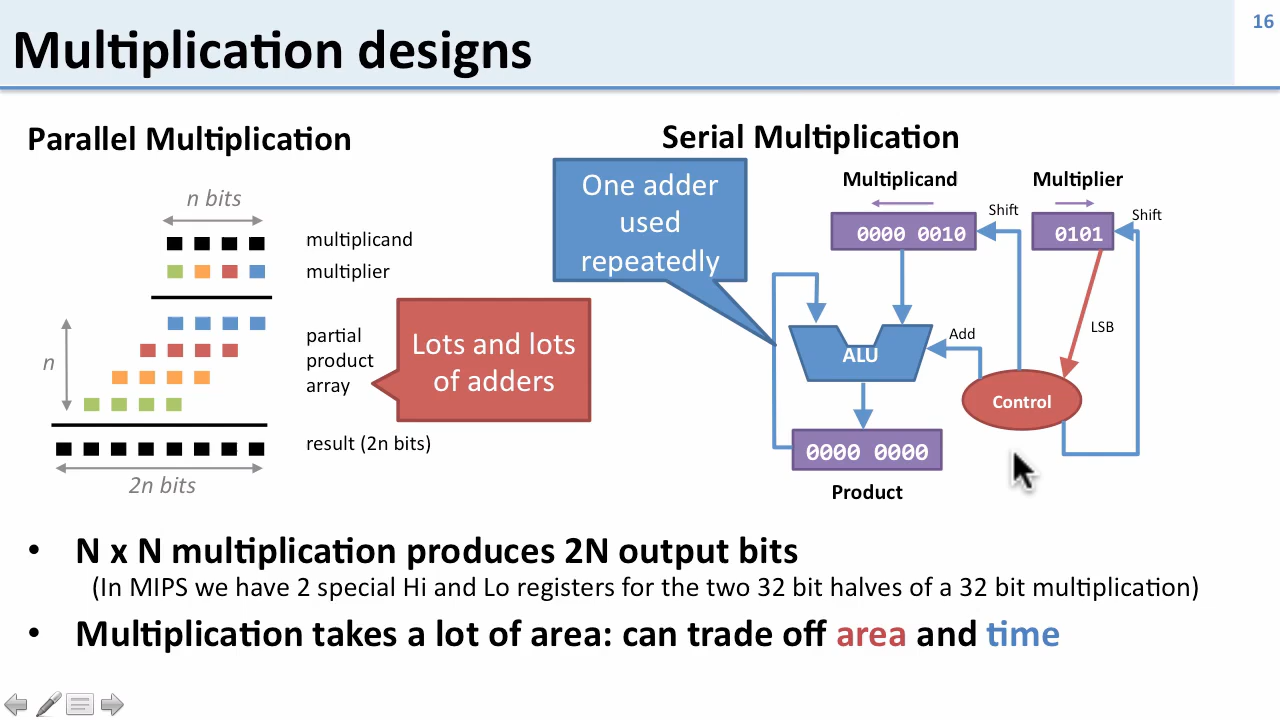 16
Multiplication designs
Parallel Multiplication
n bits
multiplicand
multiplier
n
partial
product
array
Lots and lots
of adders
result (2n bits)
2n bits
Serial Multiplication
One adder
used
repeatedly
Multiplicand
Multiplier
Shift
Shift
0000 0010
0101
LSB
Add
ALU
Control
0000 0000
Product
• N x N multiplication produces 2N output bits
(In MIPS we have 2 special Hi and Lo registers for the two 32 bit halves of a 32 bit multiplication)
• Multiplication takes a lot of area: can trade off area and time